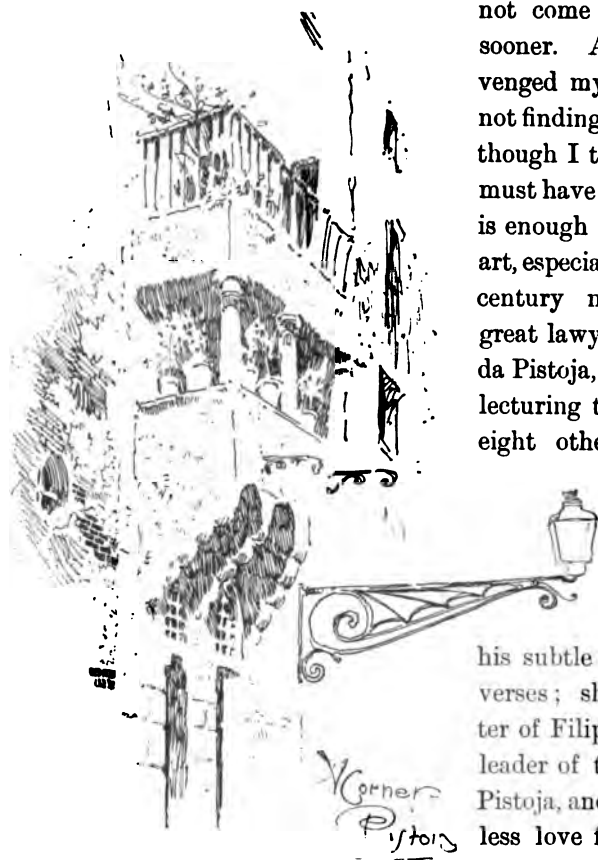 not come
sooner. A
venged my
not finding
though I t
must have
is enough
art, especia
century
great lawy
da Pistoja,
lecturing t
eight othe
A Corner
Pistoia
his subtle
verses; sh
ter of Filip
leader of t
Pistoja, and
less love f